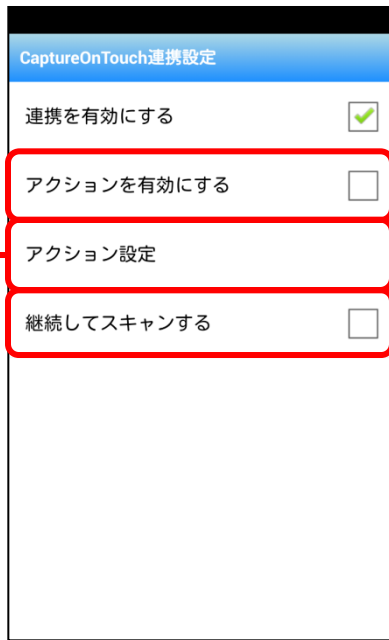 CaptureOnTouch連携設定
連携を有効にする
アクションを有効にする
アクション設定
継続してスキャンする